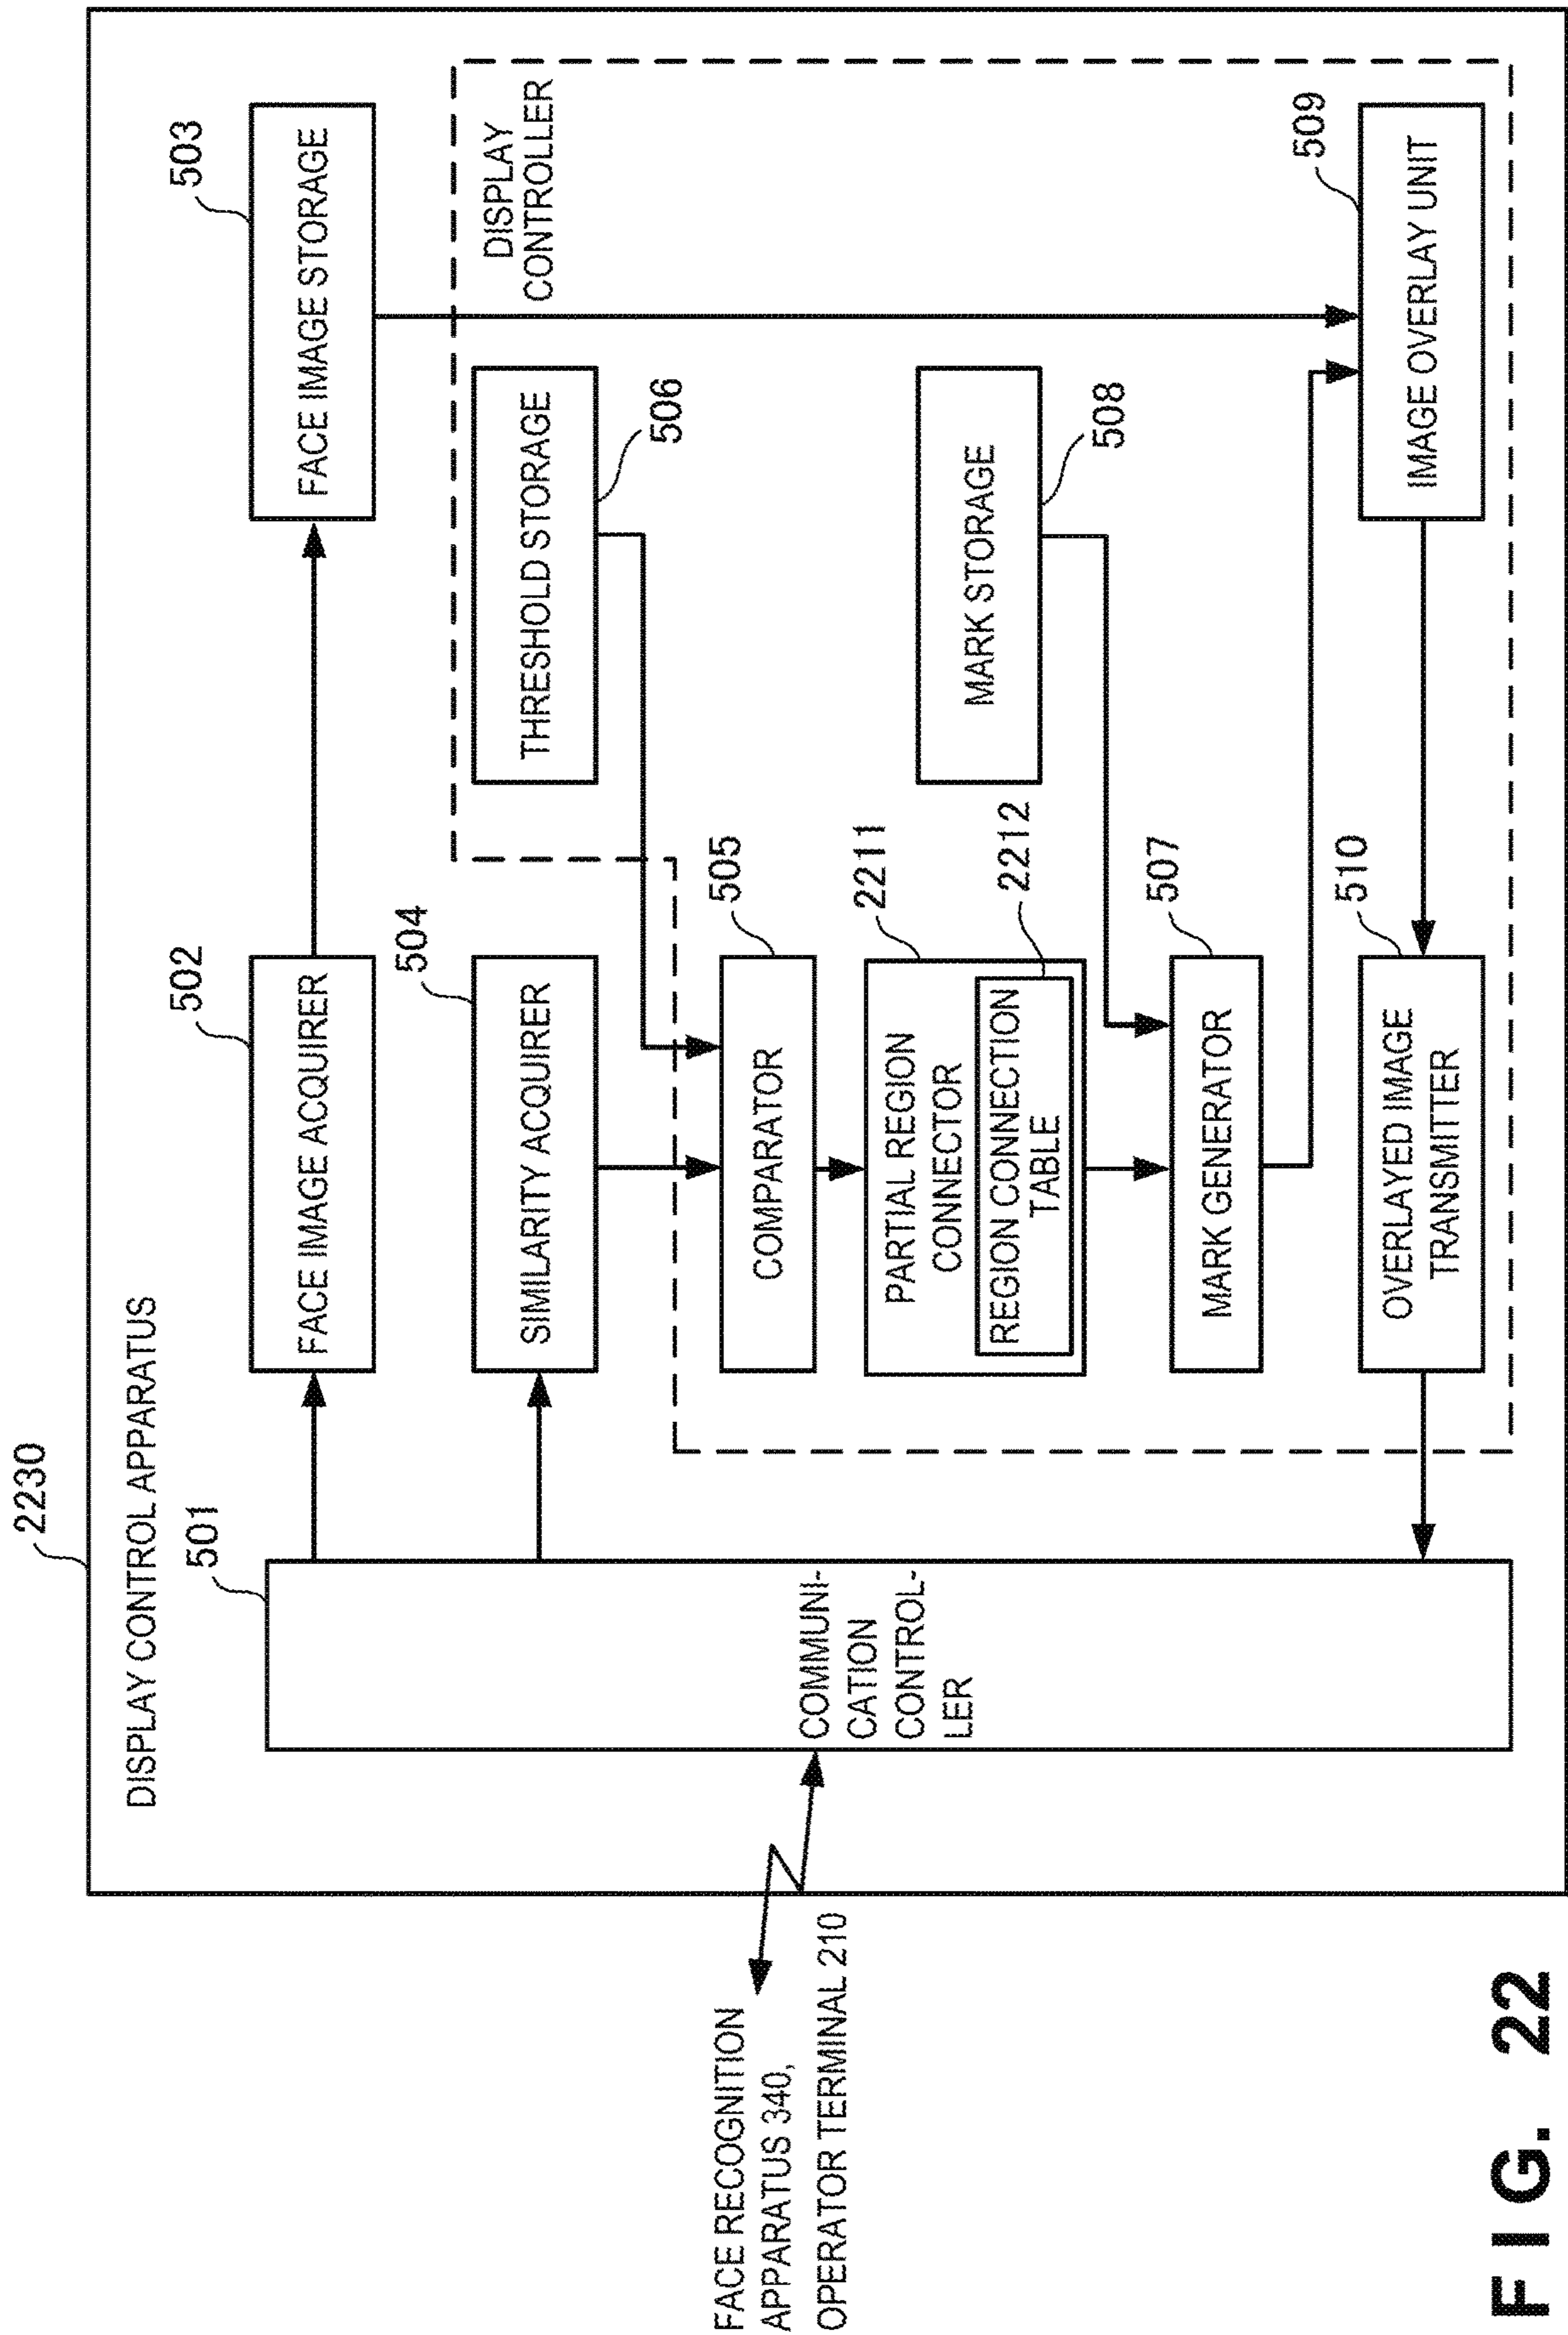 2230
DISPLAY CONTROL APPARATUS
501
COMMUNI-
CATION
CONTROL-
LER
FACE RECOGNITION
APPARATUS 340,
OPERATOR TERMINAL 210
502
FACE IMAGE ACQUIRER
503
FACE IMAGE STORAGE
504
SIMILARITY ACQUIRER
DISPLAY
CONTROLLER
THRESHOLD STORAGE
506
505
COMPARATOR
2211
PARTIAL REGION
CONNECTOR
2212
REGION CONNECTION
TABLE
MARK STORAGE
508
507
MARK GENERATOR
509
IMAGE OVERLAY UNIT
510
OVERLAYED IMAGE
TRANSMITTER
FIG. 22